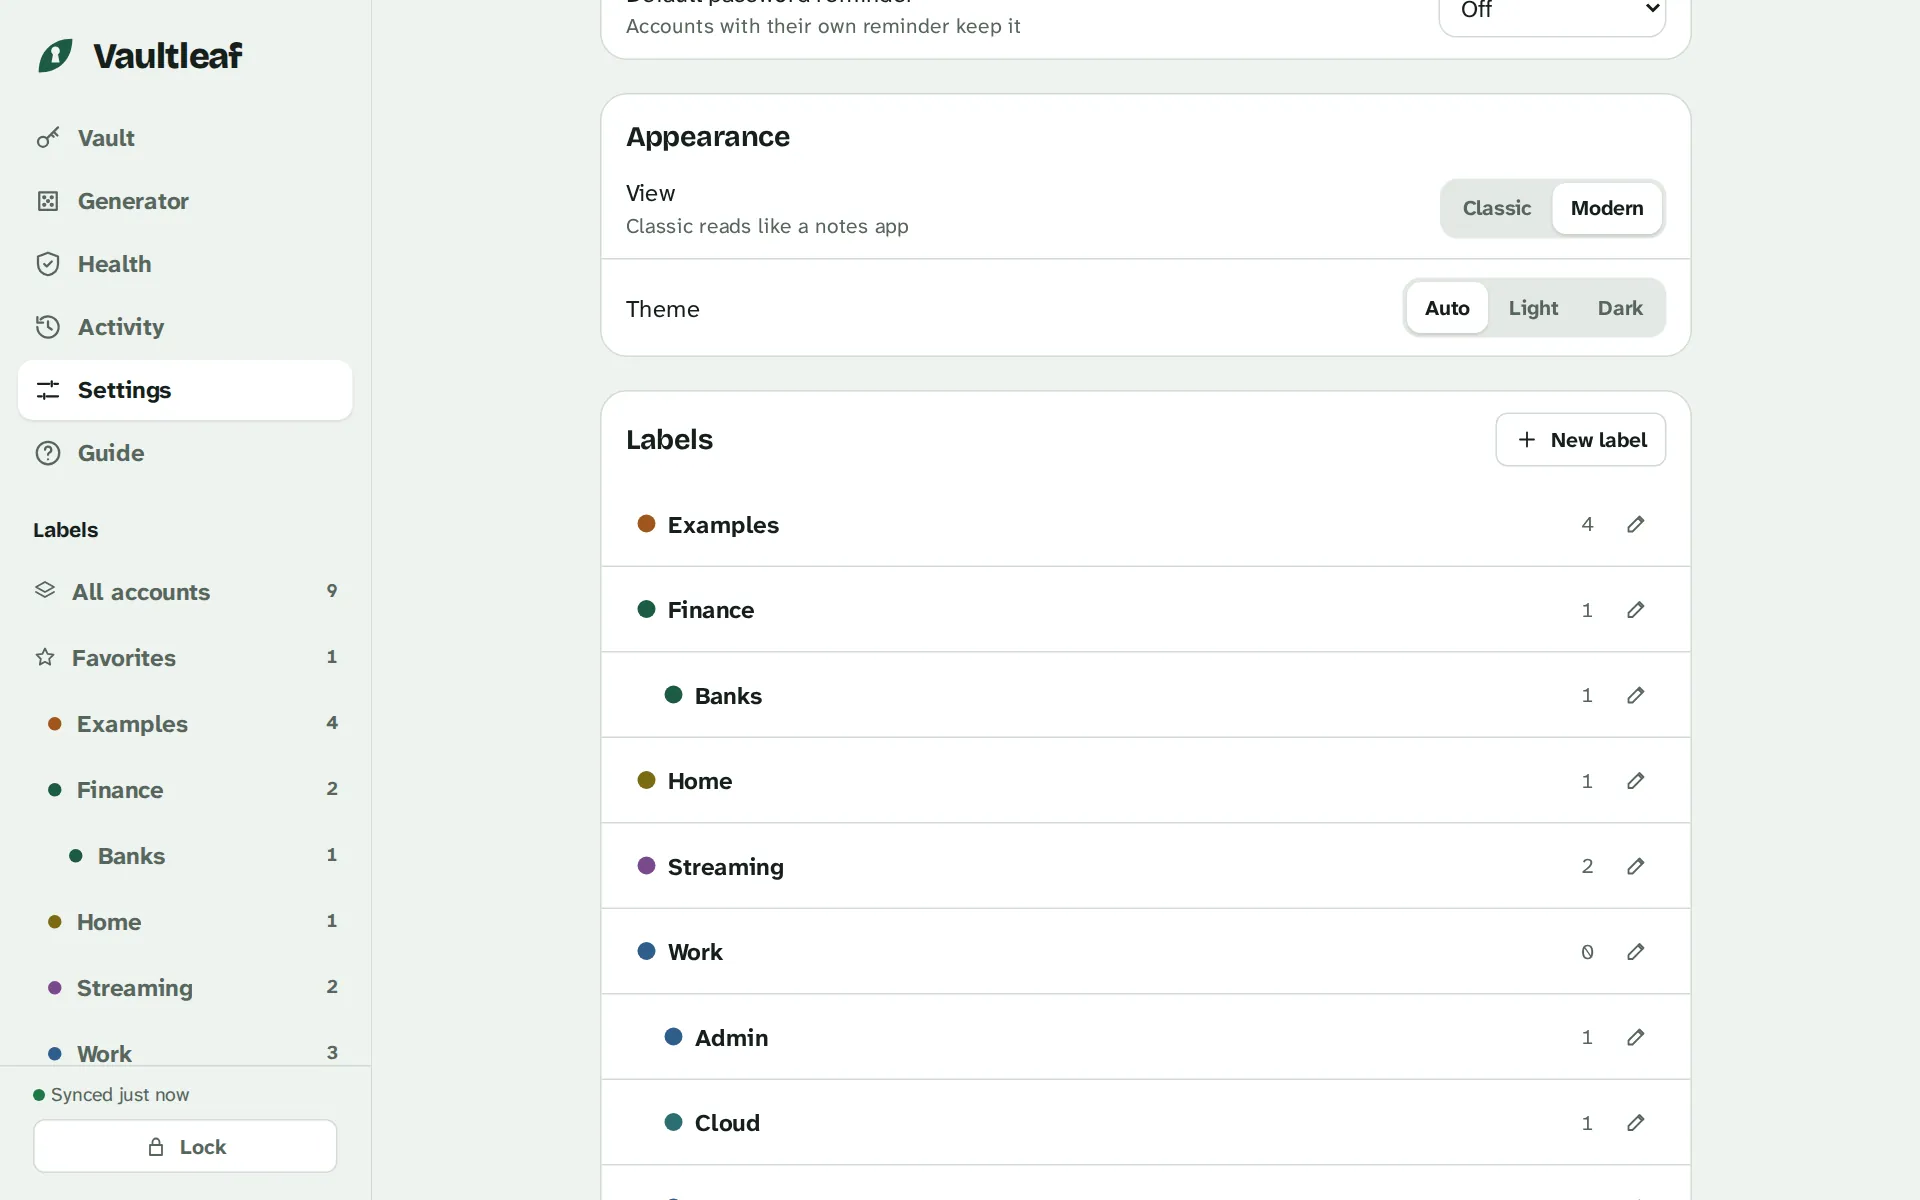 Vaultleaf
Vault
Generator
Health
Activity
Settings
Guide
Labels
All accounts 9
Favorites 1
Examples 4
Finance 2
Banks 1
Home 1
Streaming 2
Work 3
Synced just now
Lock
Default password reminder
Accounts with their own reminder keep it
Off
Appearance
View
Classic reads like a notes app
Classic Modern
Theme
Auto Light Dark
Labels
New label
Examples 4
Finance 1
Banks 1
Home 1
Streaming 2
Work 0
Admin 1
Cloud 1